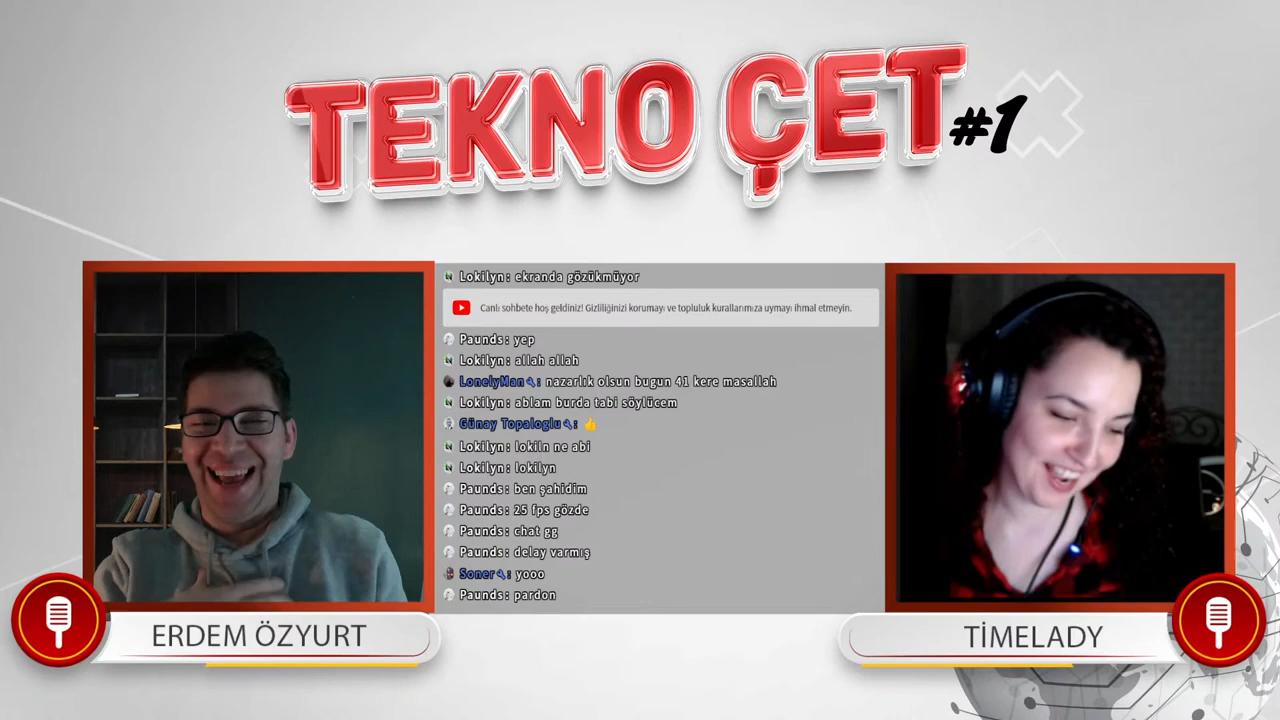 TEKNO ÇET
#1
Lokilyn: ekranda gözükmüyor
Canlı sohbete hoş geldiniz! Gizliliğinizi korumayı ve topluluk kurallarımıza uymayı ihmal etmeyin.
Paunds: yep
Lokilyn: allah allah
LonelyMan: nazarlık olsun bugun 41 kere masallah
Lokilyn: ablam burda tabi söylücem
Günay Topaloglu: 👍
Lokilyn: lokiln ne abi
Lokilyn: lokilyn
Paunds: ben şahidim
Paunds: 25 fps gözde
Paunds: chat gg
Paunds: delay varmış
Soner: yooo
Paunds: pardon
ERDEM ÖZYURT
TİMELADY